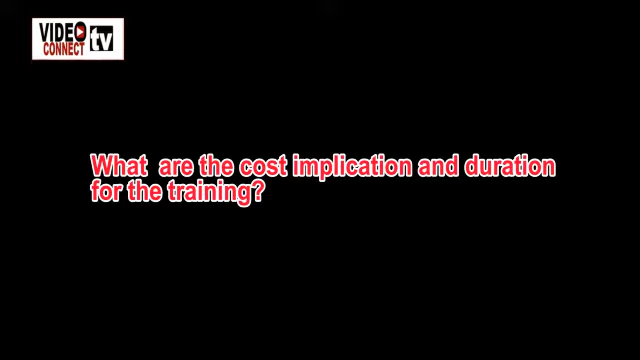 VIDEO
CONNECT
tv
What  are the cost implication and duration
for the training?